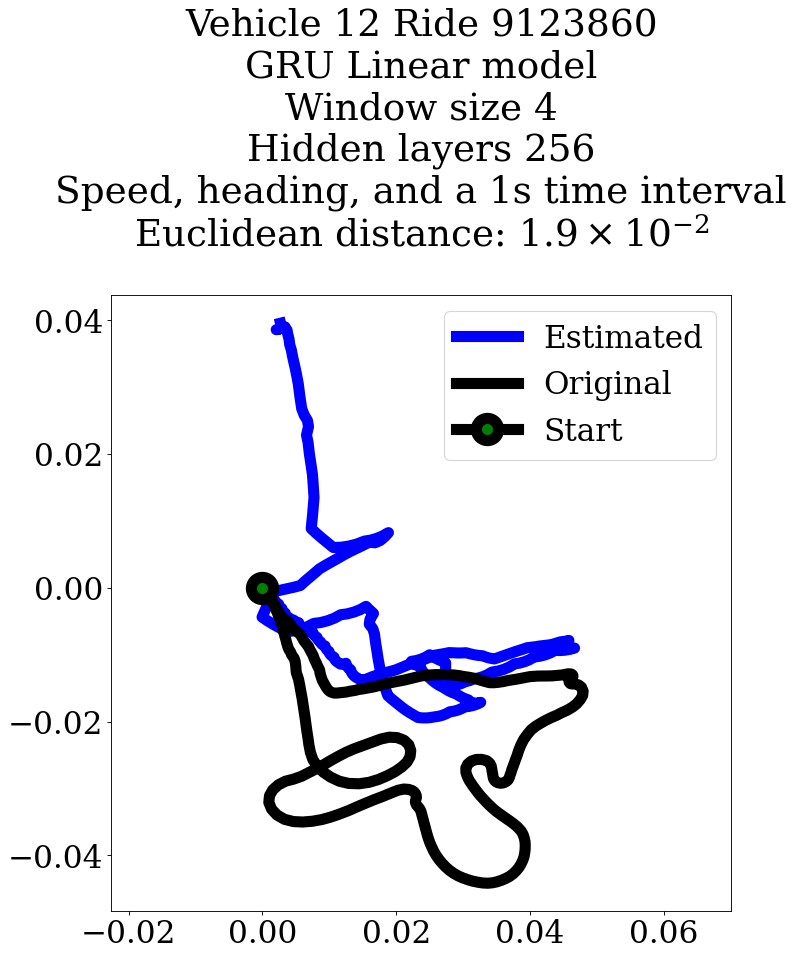 Vehicle 12 Ride 9123860
GRU Linear model
Window size 4
Hidden layers 256
Speed, heading, and a 1s time interval
Euclidean distance: 1.9 × 10⁻²
Estimated
Original
Start
0.04
0.02
0.00
−0.02
−0.04
−0.02 0.00 0.02 0.04 0.06